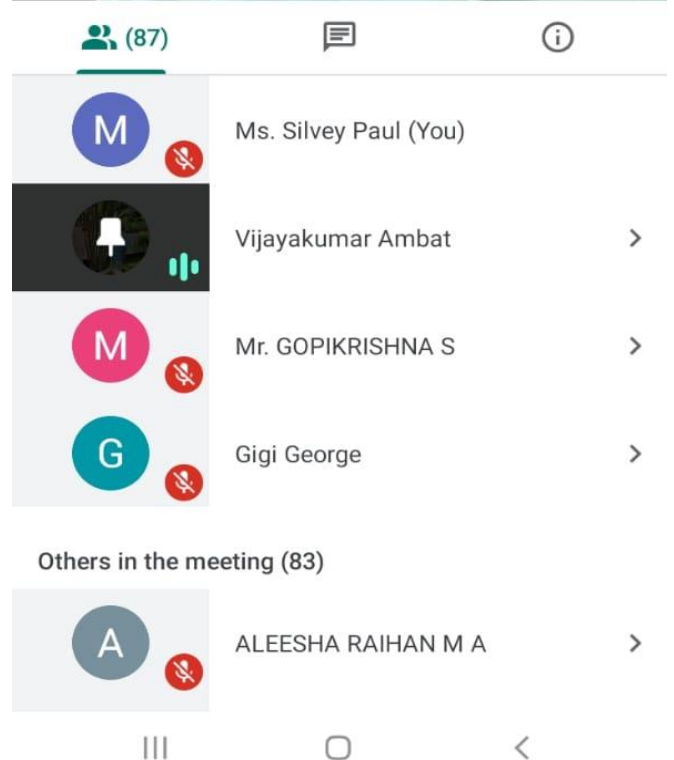 (87)
M
Ms. Silvey Paul (You)
Vijayakumar Ambat
M
Mr. GOPIKRISHNA S
G
Gigi George
Others in the meeting (83)
A
ALEESHA RAIHAN M A